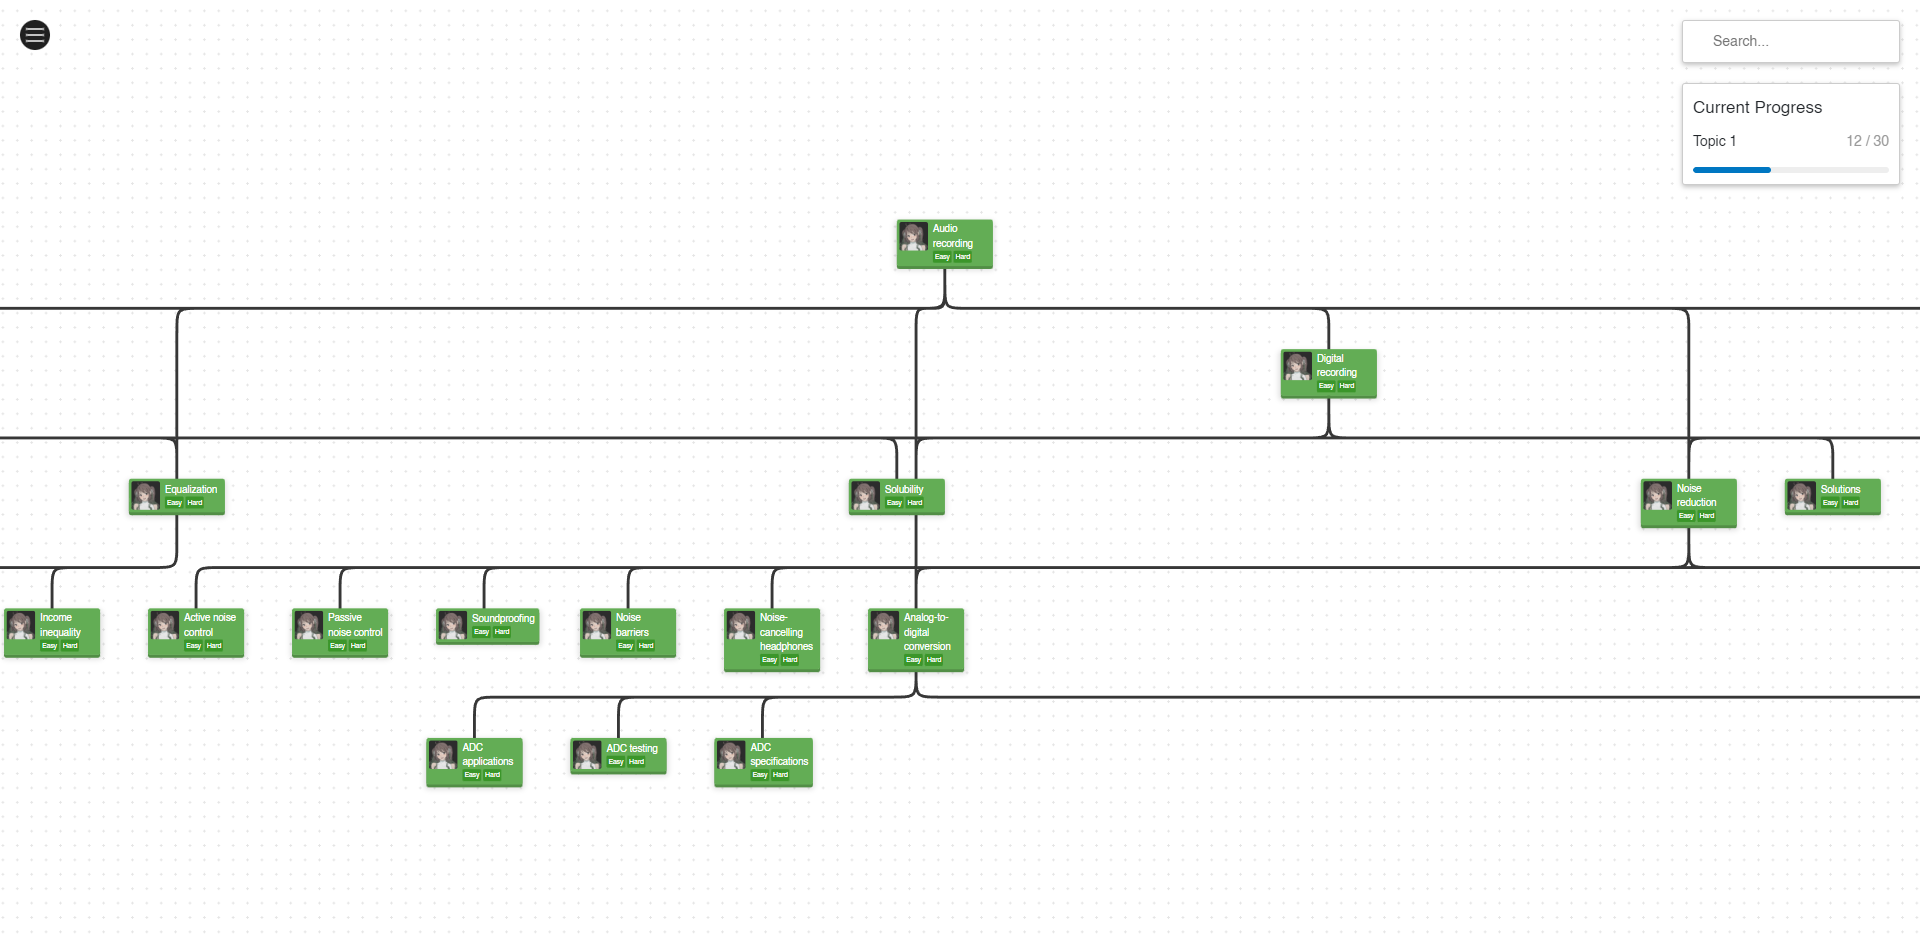 Search...
Current Progress
Topic 1 12 / 30
Audio
recording
Easy Hard
Digital
recording
Easy Hard
Equalization
Easy Hard
Solubility
Easy Hard
Noise
reduction
Easy Hard
Solutions
Easy Hard
Income
inequality
Easy Hard
Active noise
control
Easy Hard
Passive
noise control
Easy Hard
Soundproofing
Easy Hard
Noise
barriers
Easy Hard
Noise-
cancelling
headphones
Easy Hard
Analog-to-
digital
conversion
Easy Hard
ADC
applications
Easy Hard
ADC testing
Easy Hard
ADC
specifications
Easy Hard